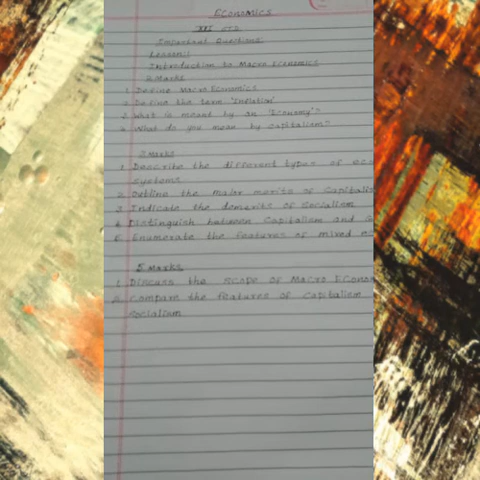 Economics
XII STD
Important Questions
Lesson:1
Introduction to Macro Economics
2 Marks
1. Define Macro Economics
2. Define the term 'Inflation'
3. What is meant by an 'Economy'?
4. What do you mean by Capitalism?
3 Marks
1. Describe the different types of eco
systems.
2. Outline the major merits of Capitalis
3. Indicate the demerits of Socialism
4. Distinguish between Capitalism and
5. Enumerate the features of mixed
5 Marks
1. Discuss the scope of Macro Econo
2. Compare the features of Capitalism
Socialism